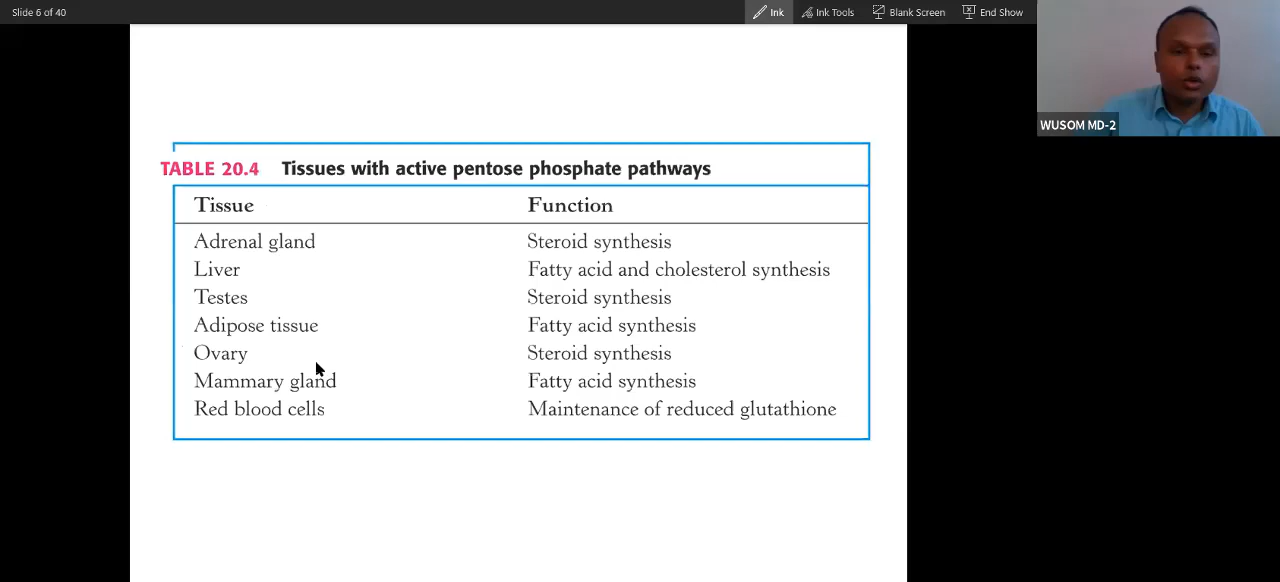 Slide 6 of 40
Ink
Ink Tools
Blank Screen
End Show
WUSOM MD-2
TABLE 20.4 Tissues with active pentose phosphate pathways
Tissue Function
Adrenal gland Steroid synthesis
Liver Fatty acid and cholesterol synthesis
Testes Steroid synthesis
Adipose tissue Fatty acid synthesis
Ovary Steroid synthesis
Mammary gland Fatty acid synthesis
Red blood cells Maintenance of reduced glutathione